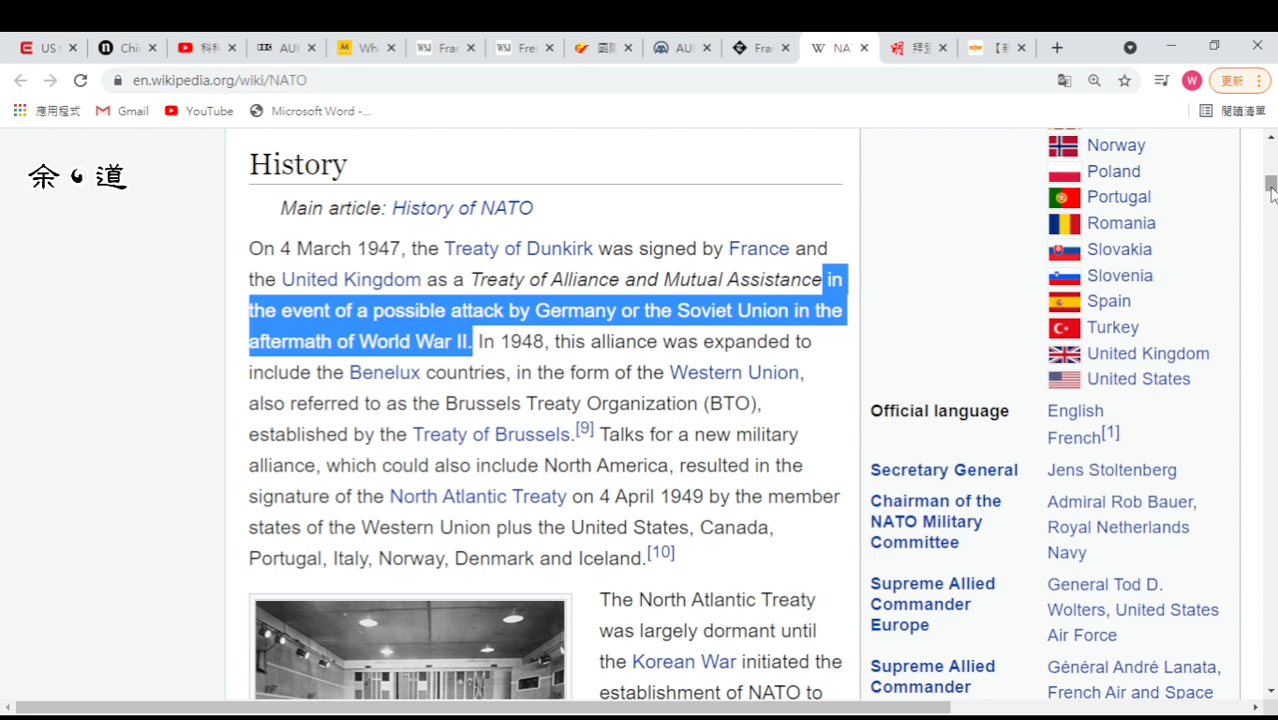 US
Chi
科科
AUI
Wh
WSJ
Fra
WSJ
Fre
國際
AUI
Fra
W
NA
拜登
【新
en.wikipedia.org/wiki/NATO
W
更新
應用程式
Gmail
YouTube
Microsoft Word -...
閱讀清單
余 道
History
Main article: History of NATO
On 4 March 1947, the Treaty of Dunkirk was signed by France and
the United Kingdom as a Treaty of Alliance and Mutual Assistance in
the event of a possible attack by Germany or the Soviet Union in the
aftermath of World War II. In 1948, this alliance was expanded to
include the Benelux countries, in the form of the Western Union,
also referred to as the Brussels Treaty Organization (BTO),
established by the Treaty of Brussels.[9] Talks for a new military
alliance, which could also include North America, resulted in the
signature of the North Atlantic Treaty on 4 April 1949 by the member
states of the Western Union plus the United States, Canada,
Portugal, Italy, Norway, Denmark and Iceland.[10]
The North Atlantic Treaty
was largely dormant until
the Korean War initiated the
establishment of NATO to
Norway
Poland
Portugal
Romania
Slovakia
Slovenia
Spain
Turkey
United Kingdom
United States
Official language English
French[1]
Secretary General Jens Stoltenberg
Chairman of the Admiral Rob Bauer,
NATO Military Royal Netherlands
Committee Navy
Supreme Allied General Tod D.
Commander Wolters, United States
Europe Air Force
Supreme Allied Général André Lanata,
Commander French Air and Space